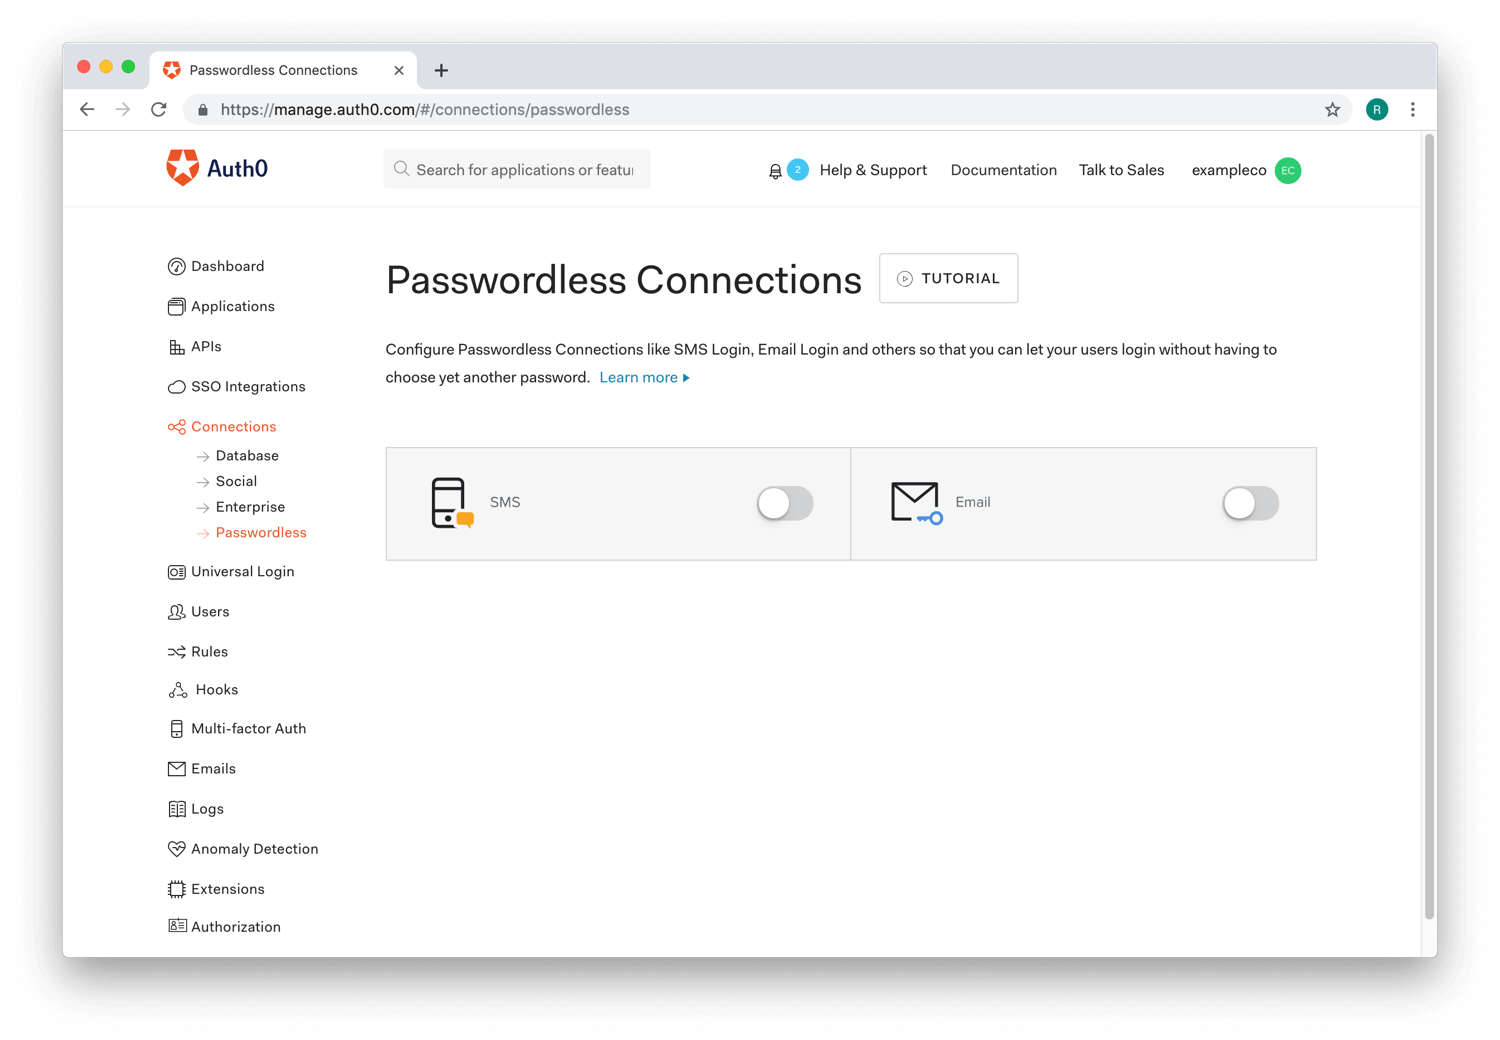 Passwordless Connections
https://manage.auth0.com/#/connections/passwordless
R
Auth0
Search for applications or featu
2
Help & Support
Documentation
Talk to Sales
exampleco
EC
Dashboard
Applications
APIs
SSO Integrations
Connections
Database
Social
Enterprise
Passwordless
Universal Login
Users
Rules
Hooks
Multi-factor Auth
Emails
Logs
Anomaly Detection
Extensions
Authorization
Passwordless Connections
TUTORIAL
Configure Passwordless Connections like SMS Login, Email Login and others so that you can let your users login without having to
choose yet another password. Learn more
SMS
Email